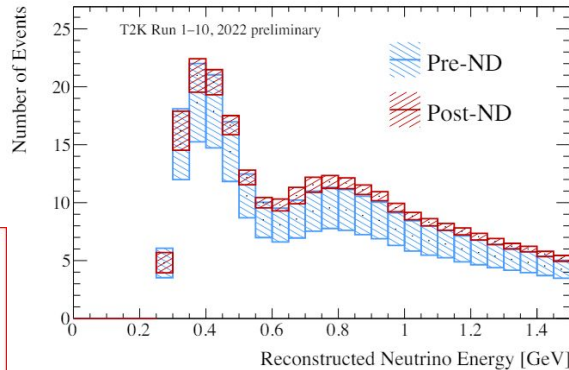 T2K Run 1–10, 2022 preliminary
Number of Events
Pre-ND
Post-ND
25
20
15
10
5
0
0 0.2 0.4 0.6 0.8 1 1.2 1.4
Reconstructed Neutrino Energy [GeV]